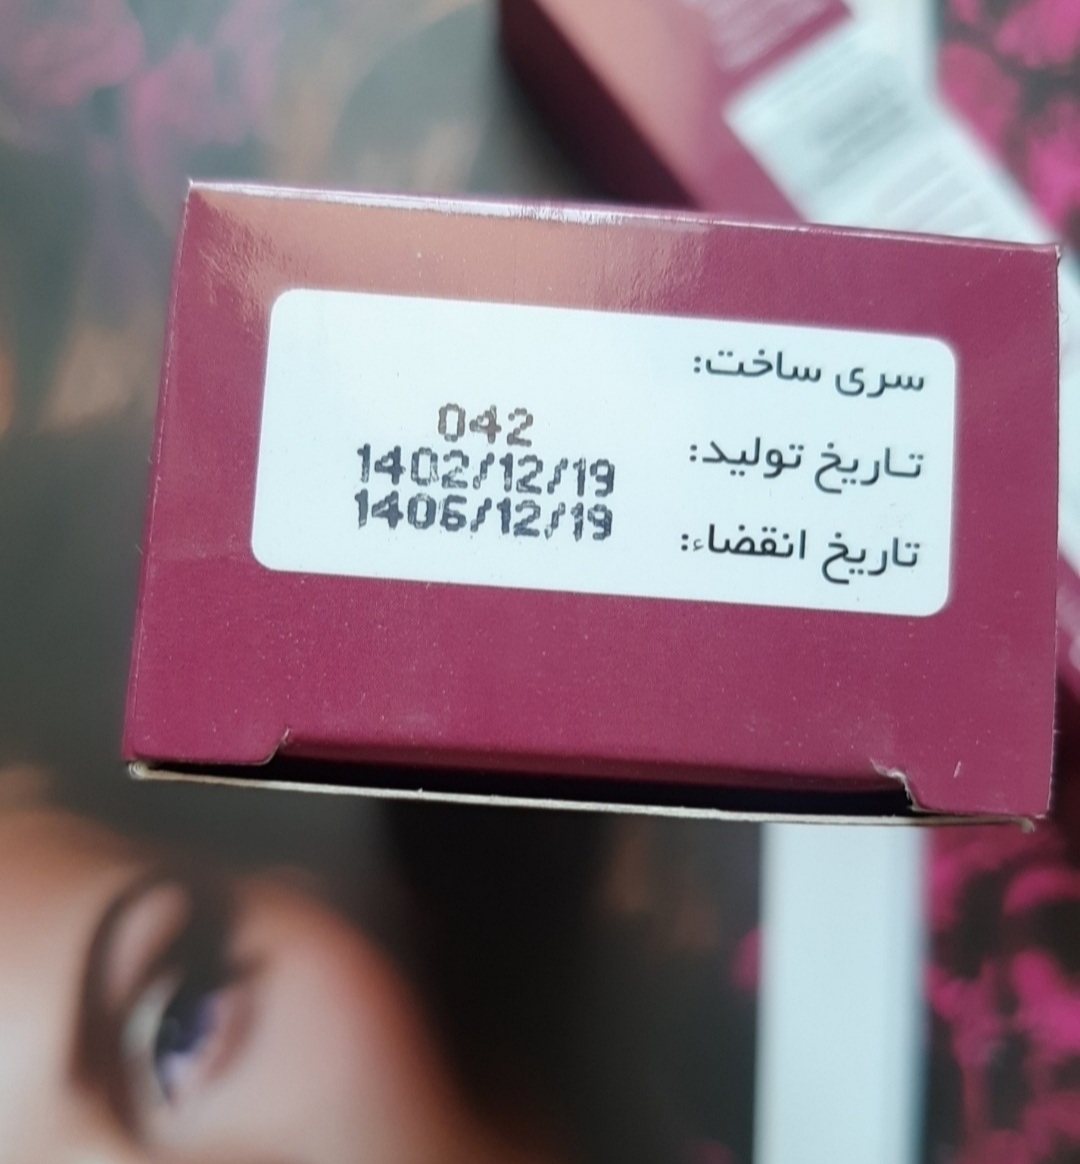 سری ساخت:
042
تاریخ تولید:
1402/12/19
تاریخ انقضاء:
1406/12/19